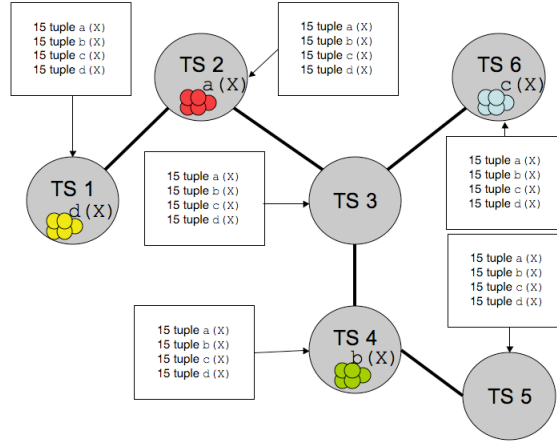 15 tuple a(X)
15 tuple b(X)
15 tuple c(X)
15 tuple d(X)
TS 2
a(X)
15 tuple a(X)
15 tuple b(X)
15 tuple c(X)
15 tuple d(X)
TS 6
c(X)
TS 1
d(X)
15 tuple a(X)
15 tuple b(X)
15 tuple c(X)
15 tuple d(X)
TS 3
15 tuple a(X)
15 tuple b(X)
15 tuple c(X)
15 tuple d(X)
15 tuple a(X)
15 tuple b(X)
15 tuple c(X)
15 tuple d(X)
15 tuple a(X)
15 tuple b(X)
15 tuple c(X)
15 tuple d(X)
TS 4
b(X)
TS 5